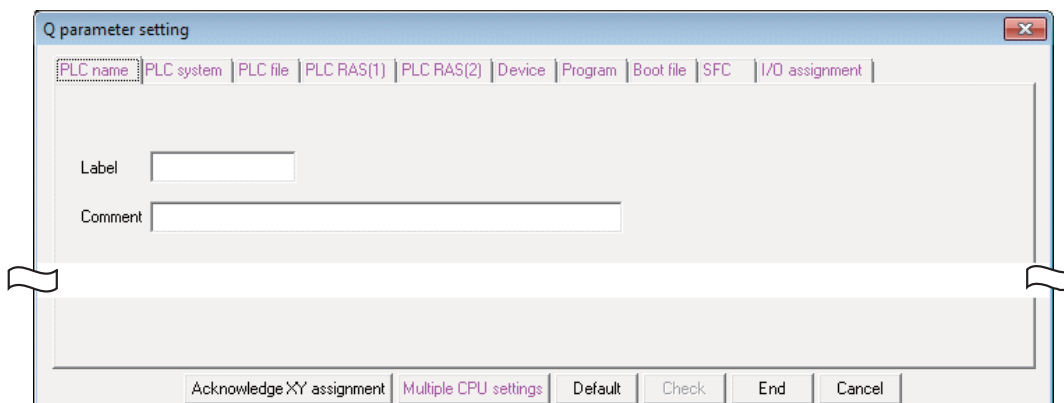 Q parameter setting
PLC name PLC system PLC file PLC RAS(1) PLC RAS(2) Device Program Boot file SFC I/O assignment
Label
Comment
Acknowledge XY assignment Multiple CPU settings Default Check End Cancel